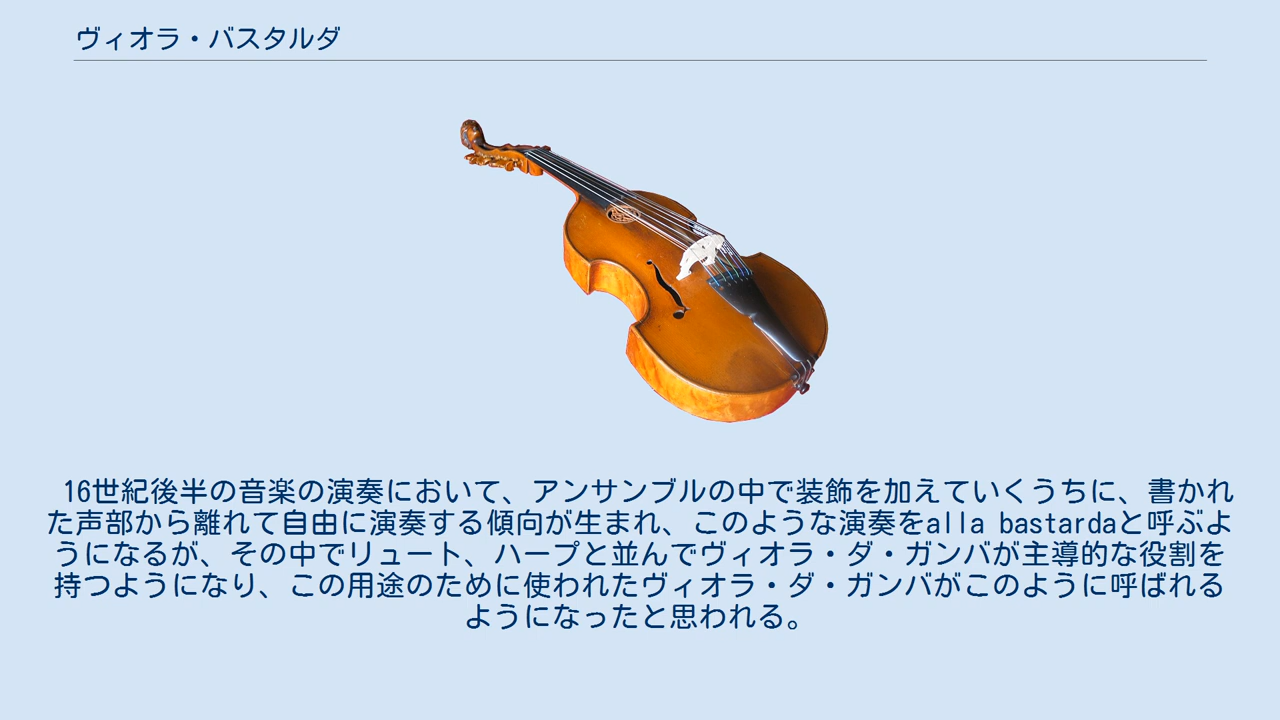 ヴィオラ・バスタルダ
16世紀後半の音楽の演奏において、アンサンブルの中で装飾を加えていくうちに、書かれ
た声部から離れて自由に演奏する傾向が生まれ、このような演奏をalla bastardaと呼ぶよ
うになるが、その中でリュート、ハープと並んでヴィオラ・ダ・ガンバが主導的な役割を
持つようになり、この用途のために使われたヴィオラ・ダ・ガンバがこのように呼ばれる
ようになったと思われる。